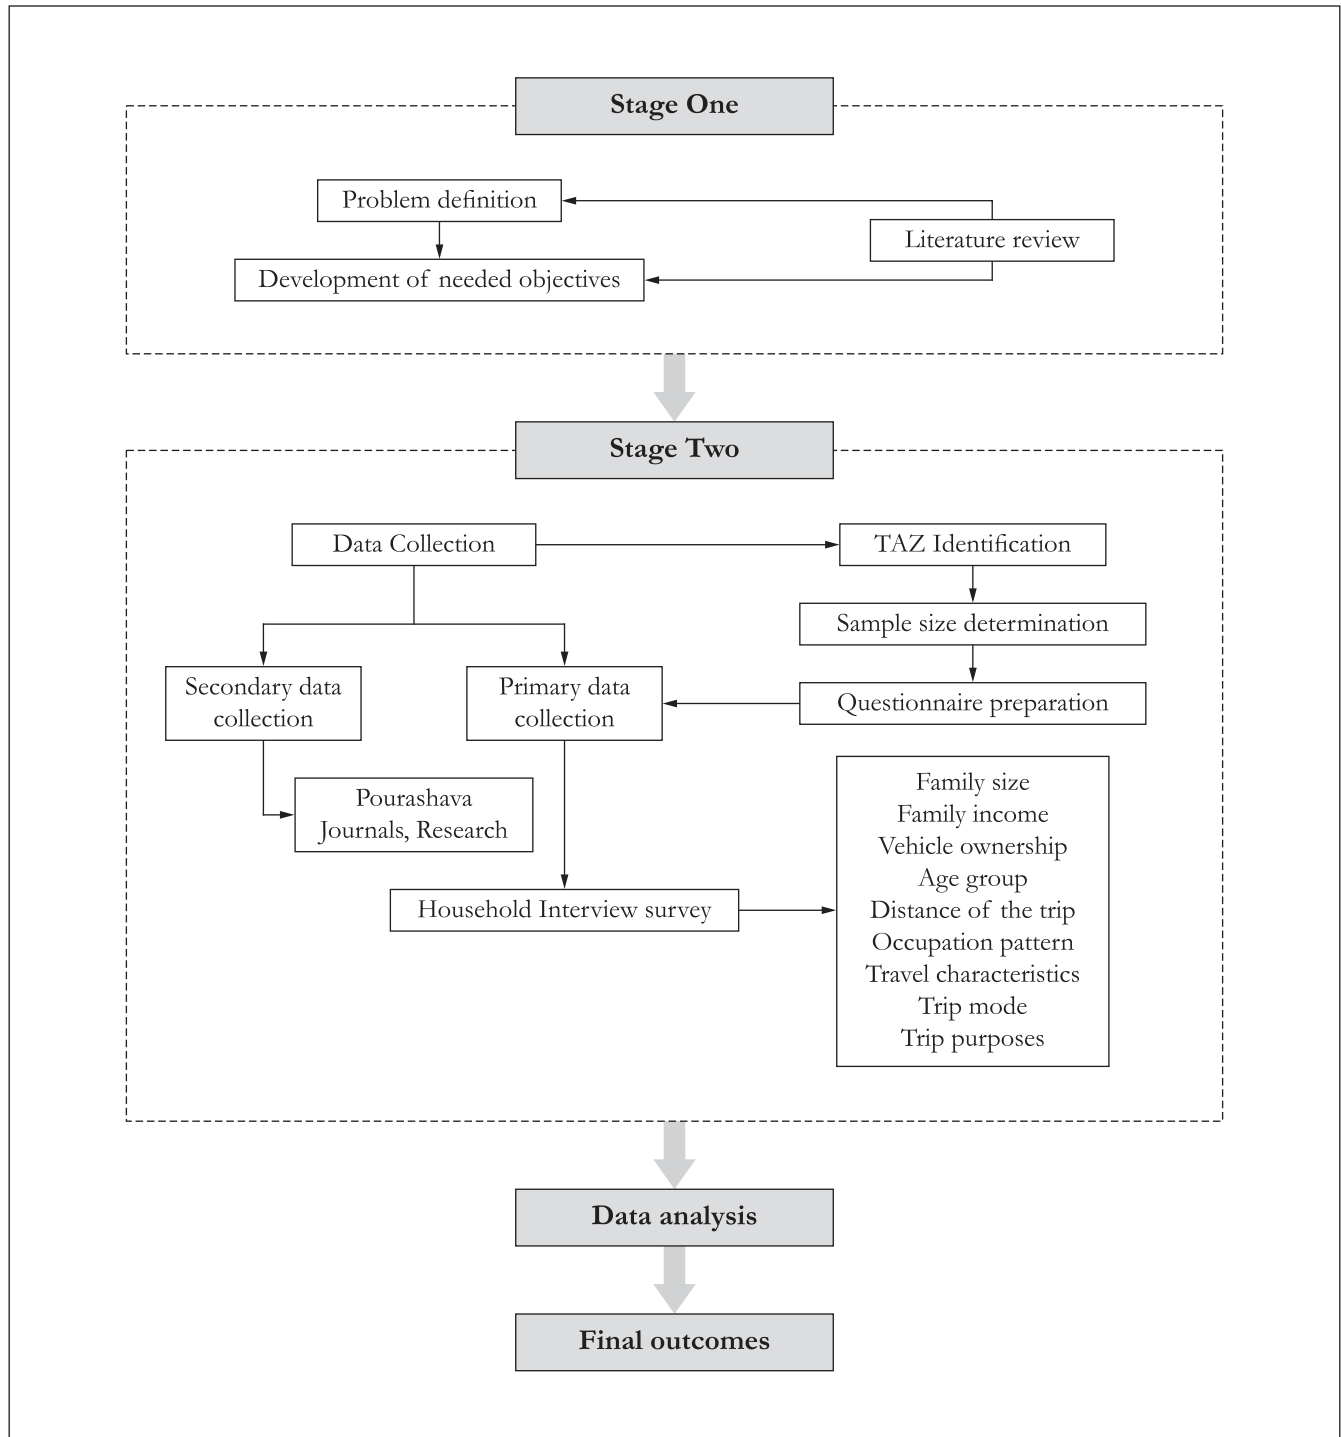 Stage One
Problem definition
Literature review
Development of needed objectives
Stage Two
Data Collection
TAZ Identification
Sample size determination
Secondary data
collection
Primary data
collection
Questionnaire preparation
Pourashava
Journals, Research
Household Interview survey
Family size
Family income
Vehicle ownership
Age group
Distance of the trip
Occupation pattern
Travel characteristics
Trip mode
Trip purposes
Data analysis
Final outcomes